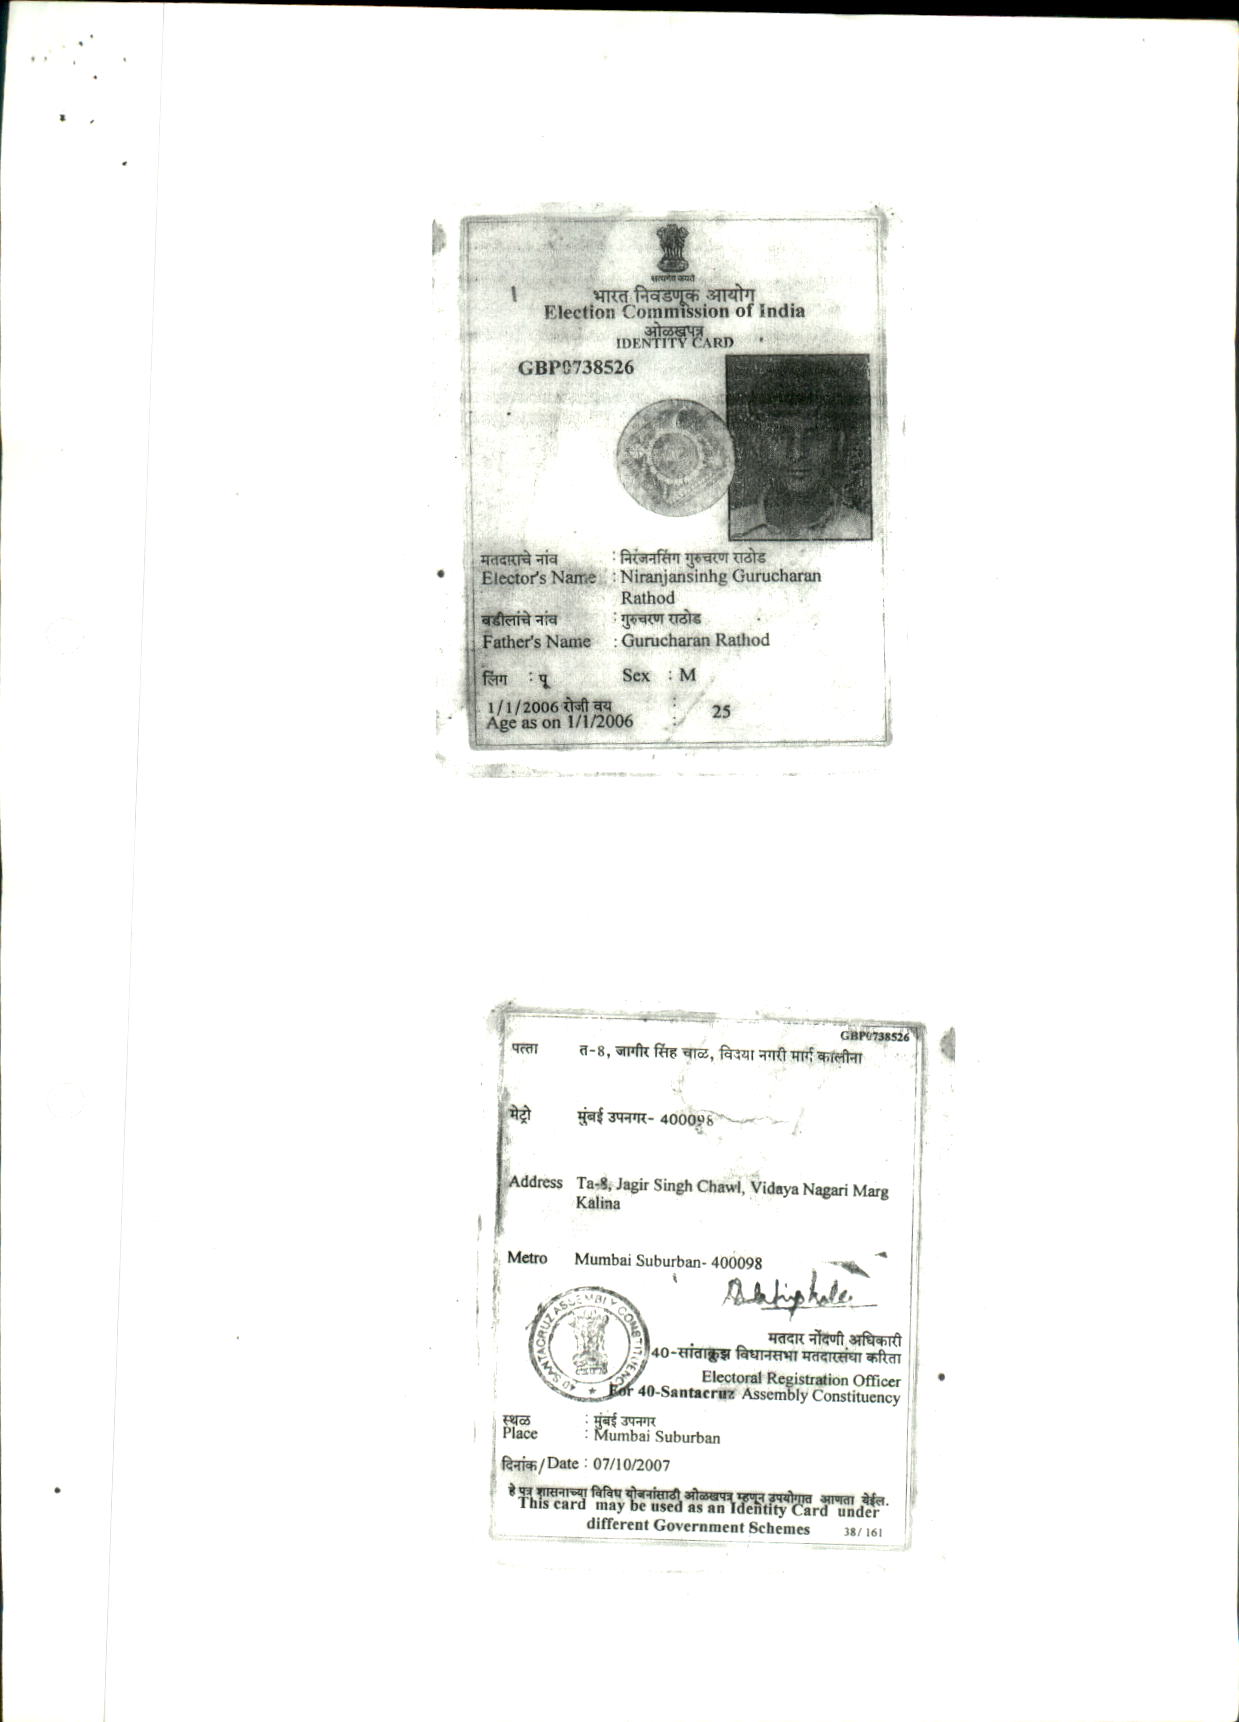 सत्यमेव जयते
भारत निवडणूक आयोग
Election Commission of India
ओळखपत्र
IDENTITY CARD
GBP0738526
मतदाराचे नांव : निरंजनसिंग गुरुचरण राठोड
Elector's Name : Niranjansinhg Gurucharan
Rathod
वडीलांचे नांव : गुरुचरण राठोड
Father's Name : Gurucharan Rathod
लिंग : पू Sex : M
1/1/2006 रोजी वय :
Age as on 1/1/2006 : 25
GBP0738526
पत्ता त-8, जागीर सिंह चाळ, विदया नगरी मार्ग कालीना
मेट्रो मुंबई उपनगर- 400098
Address Ta-8, Jagir Singh Chawl, Vidaya Nagari Marg
Kalina
Metro Mumbai Suburban- 400098
40 SANTACRUZ ASSEMBLY CONSTITUENCY
मतदार नोंदणी अधिकारी
40-सांताक्रुझ विधानसभा मतदारसंघा करिता
Electoral Registration Officer
For 40-Santacruz Assembly Constituency
स्थळ : मुंबई उपनगर
Place : Mumbai Suburban
दिनांक/Date : 07/10/2007
हे पत्र शासनाच्या विविध योजनांसाठी ओळखपत्र म्हणून उपयोगात आणता येईल.
This card may be used as an Identity Card under
different Government Schemes 38/ 161